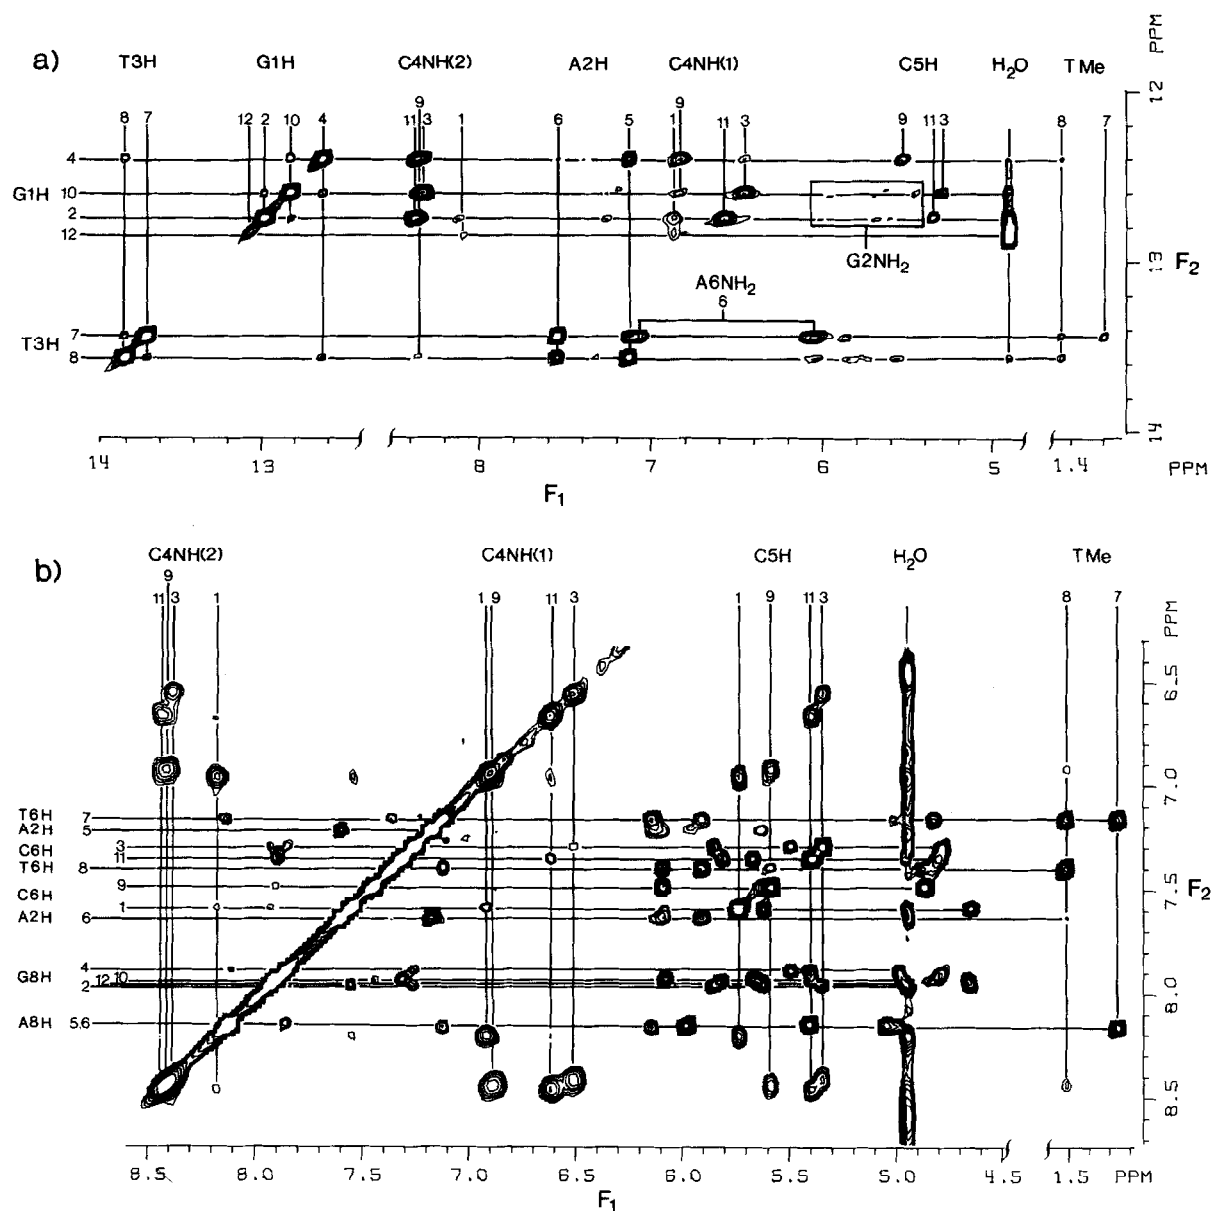 a)
T3H G1H C4NH(2) A2H C4NH(1) C5H H₂O TMe
PPM
12
9 9
8 7 12 2 10 4 11 3 1 6 5 1 11 3 9 11 3 8 7
4
G1H 10
2
12
G2NH₂
13 F₂
A6NH₂
6
T3H 7
8
14
14 13 8 7 6 5 1.4 PPM
F₁
b)
C4NH(2) C4NH(1) C5H H₂O TMe
9
11 3 1 1 9 11 3 1 9 11 3 8 7
PPM
6.5
7.0
T6H 7
A2H 5
C6H 3
11
T6H 8
C6H 9
7.5 F₂
1
A2H 6
4
G8H 12 10
2
8.0
A8H 5,6
8.5
8.5 8.0 7.5 7.0 6.5 6.0 5.5 5.0 4.5 1.5 PPM
F₁